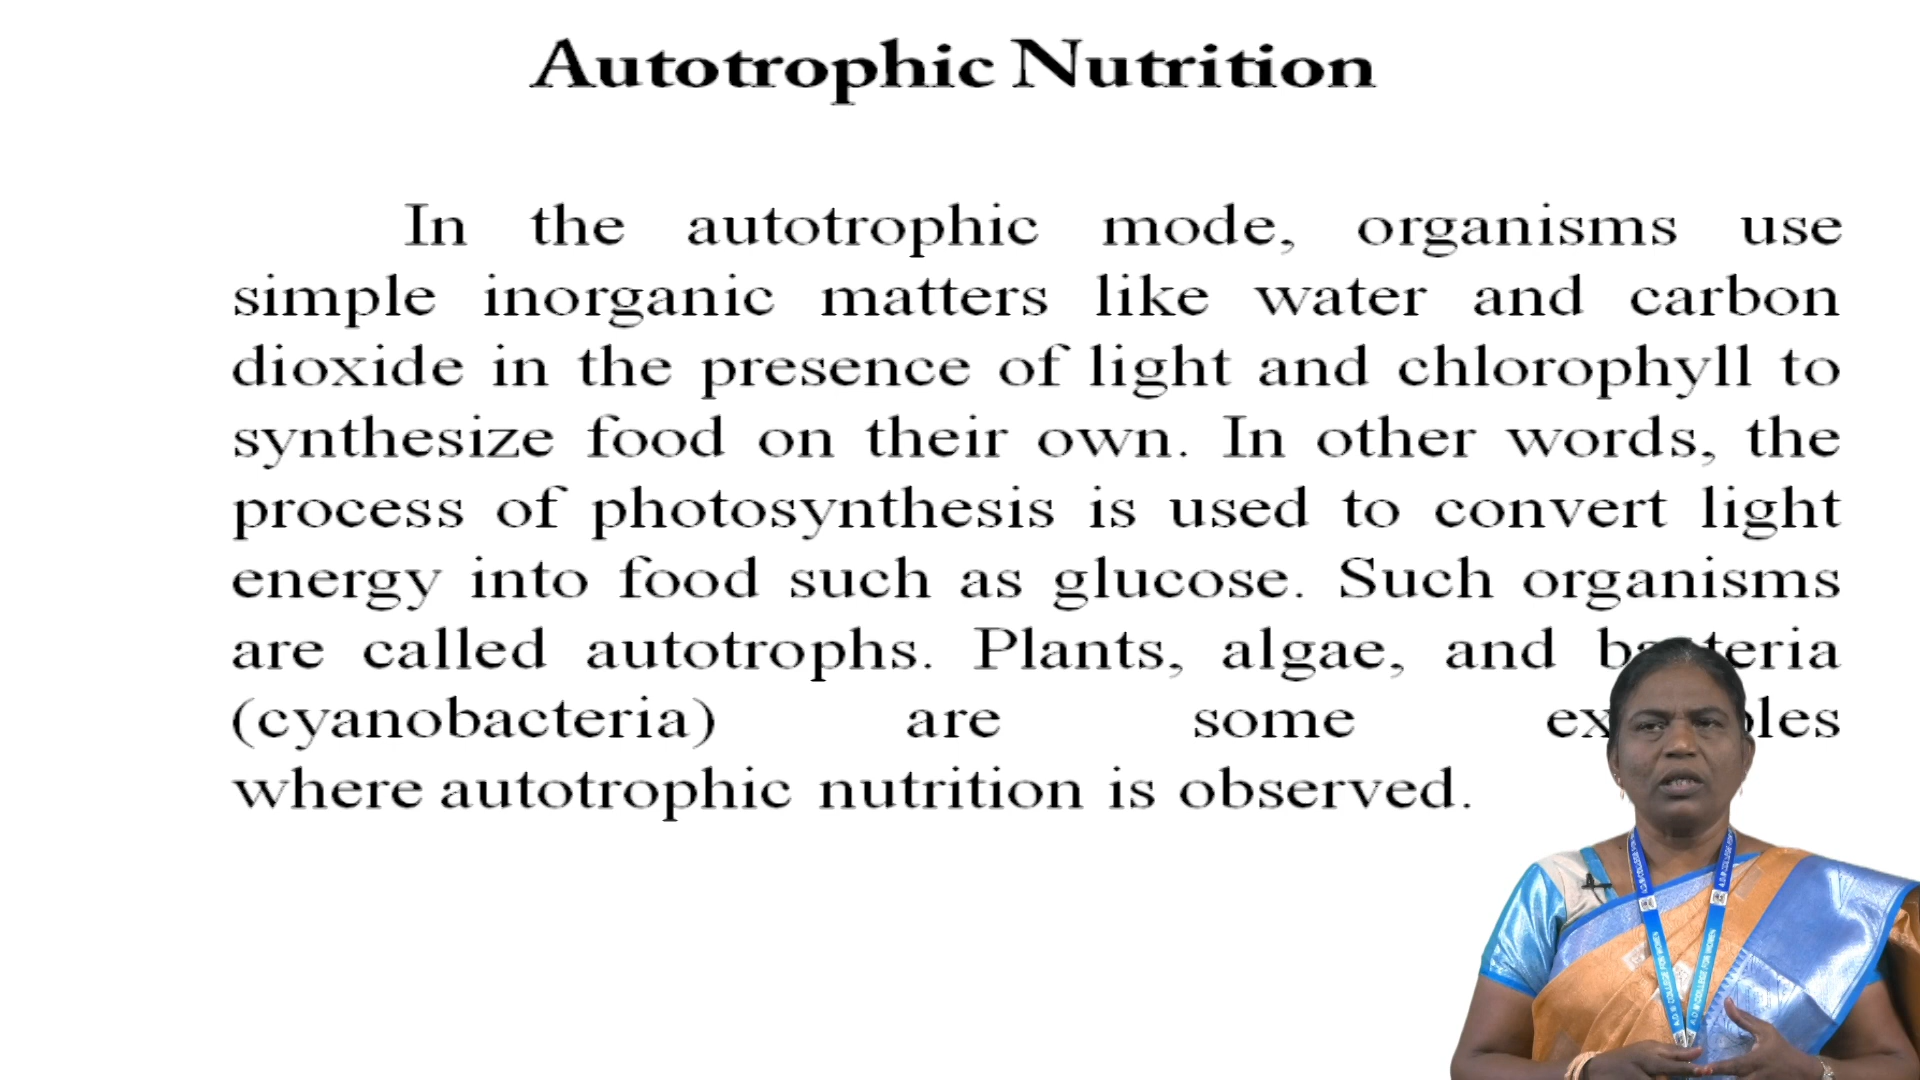 Autotrophic Nutrition
In the autotrophic mode, organisms use
simple inorganic matters like water and carbon
dioxide in the presence of light and chlorophyll to
synthesize food on their own. In other words, the
process of photosynthesis is used to convert light
energy into food such as glucose. Such organisms
are called autotrophs. Plants, algae, and
(cyanobacteria) are some
where autotrophic nutrition is observed.